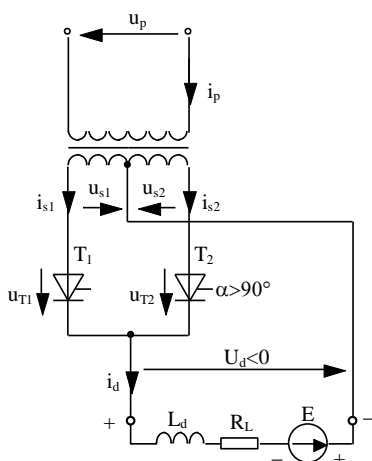 u_p
i_p
i_s1 u_s1 u_s2 i_s2
T_1 T_2
u_T1 u_T2 α>90°
U_d<0
i_d
+ L_d R_L E −
− +